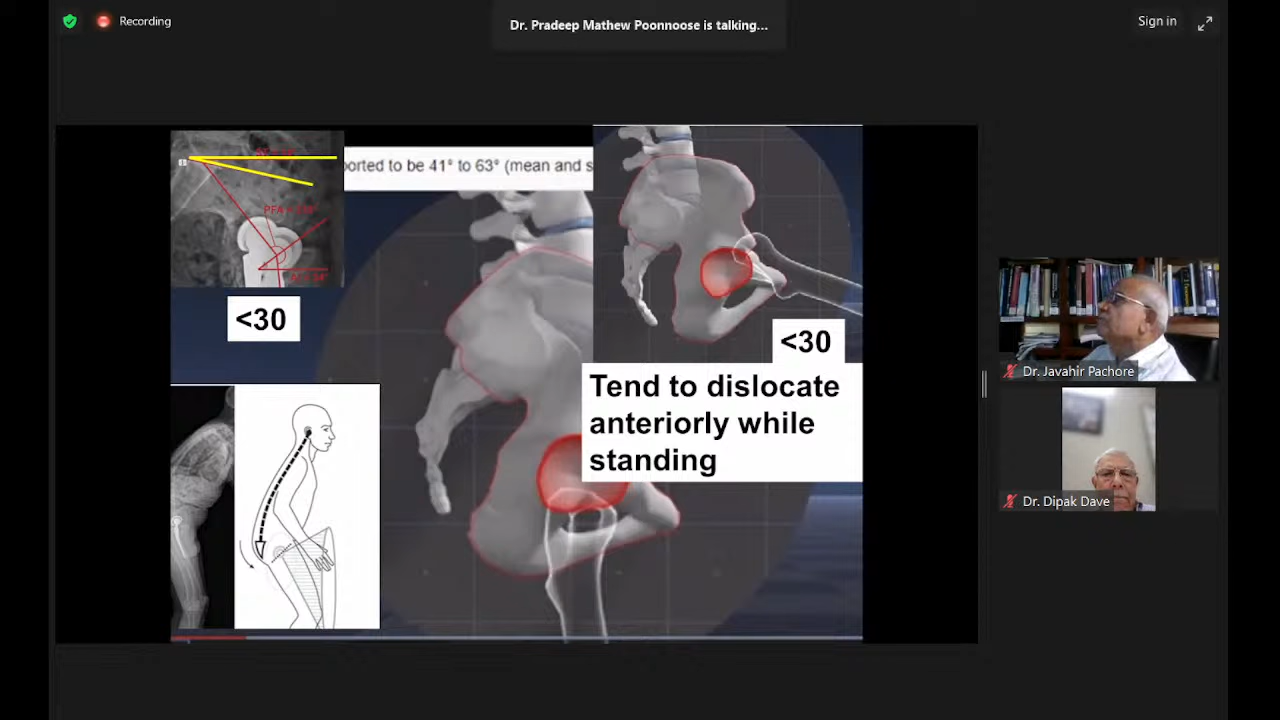 Recording
Dr. Pradeep Mathew Poonnoose is talking...
Sign in
orted to be 41° to 63° (mean and s
<30
<30
Tend to dislocate
anteriorly while
standing
Dr. Javahir Pachore
Dr. Dipak Dave